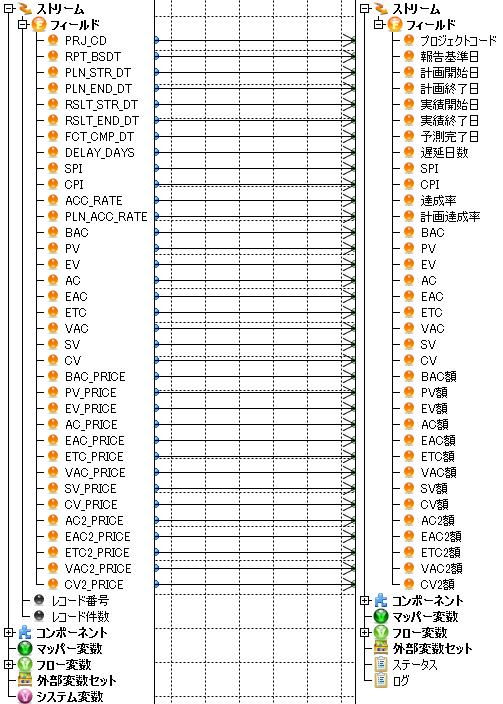 ストリーム
フィールド
PRJ_CD
RPT_BSDT
PLN_STR_DT
PLN_END_DT
RSLT_STR_DT
RSLT_END_DT
FCT_CMP_DT
DELAY_DAYS
SPI
CPI
ACC_RATE
PLN_ACC_RATE
BAC
PV
EV
AC
EAC
ETC
VAC
SV
CV
BAC_PRICE
PV_PRICE
EV_PRICE
AC_PRICE
EAC_PRICE
ETC_PRICE
VAC_PRICE
SV_PRICE
CV_PRICE
AC2_PRICE
EAC2_PRICE
ETC2_PRICE
VAC2_PRICE
CV2_PRICE
レコード番号
レコード件数
コンポーネント
マッパー変数
フロー変数
外部変数セット
システム変数
ストリーム
フィールド
プロジェクトコード
報告基準日
計画開始日
計画終了日
実績開始日
実績終了日
予測完了日
遅延日数
SPI
CPI
達成率
計画達成率
BAC
PV
EV
AC
EAC
ETC
VAC
SV
CV
BAC額
PV額
EV額
AC額
EAC額
ETC額
VAC額
SV額
CV額
AC2額
EAC2額
ETC2額
VAC2額
CV2額
コンポーネント
マッパー変数
フロー変数
外部変数セット
ステータス
ログ